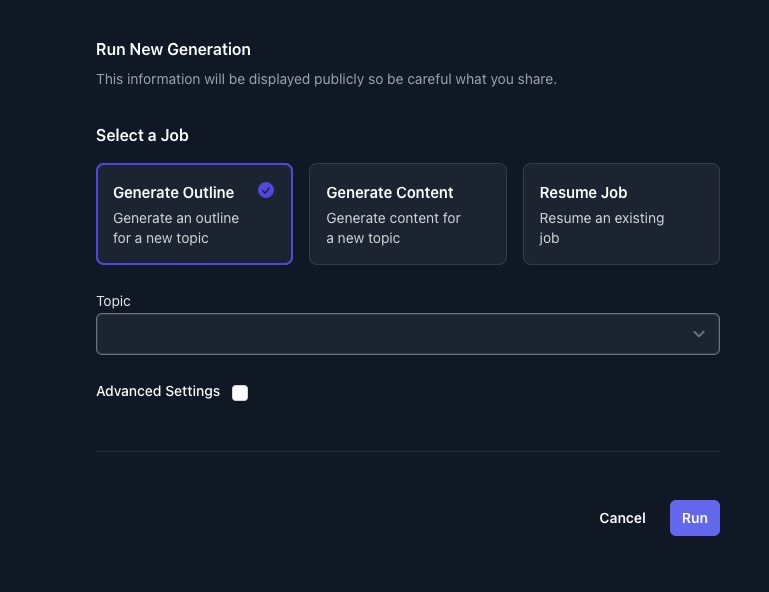 Run New Generation
This information will be displayed publicly so be careful what you share.
Select a Job
Generate Outline
Generate an outline
for a new topic
Generate Content
Generate content for
a new topic
Resume Job
Resume an existing
job
Topic
Advanced Settings
Cancel
Run